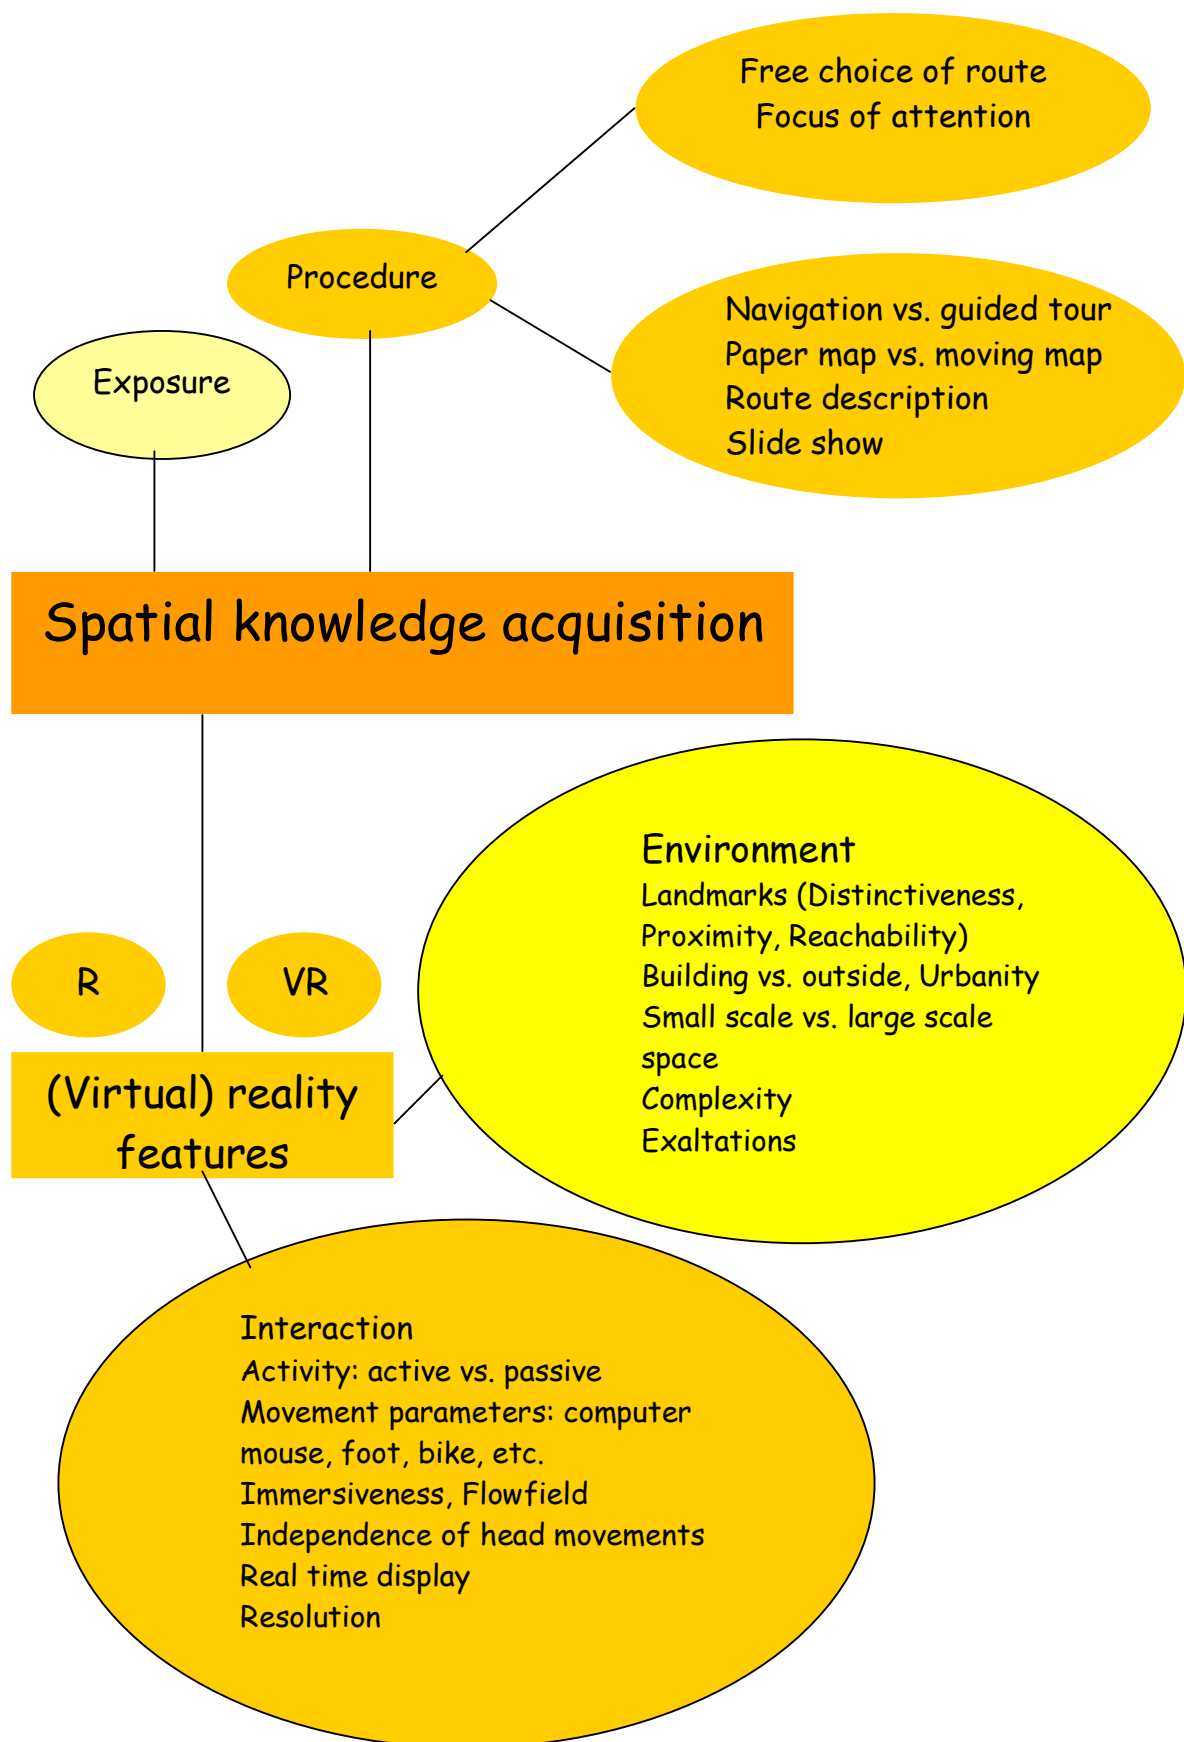 Free choice of route
Focus of attention
Procedure
Navigation vs. guided tour
Paper map vs. moving map
Route description
Slide show
Exposure
Spatial knowledge acquisition
Environment
Landmarks (Distinctiveness,
Proximity, Reachability)
Building vs. outside, Urbanity
Small scale vs. large scale
space
Complexity
Exaltations
R
VR
(Virtual) reality
features
Interaction
Activity: active vs. passive
Movement parameters: computer
mouse, foot, bike, etc.
Immersiveness, Flowfield
Independence of head movements
Real time display
Resolution